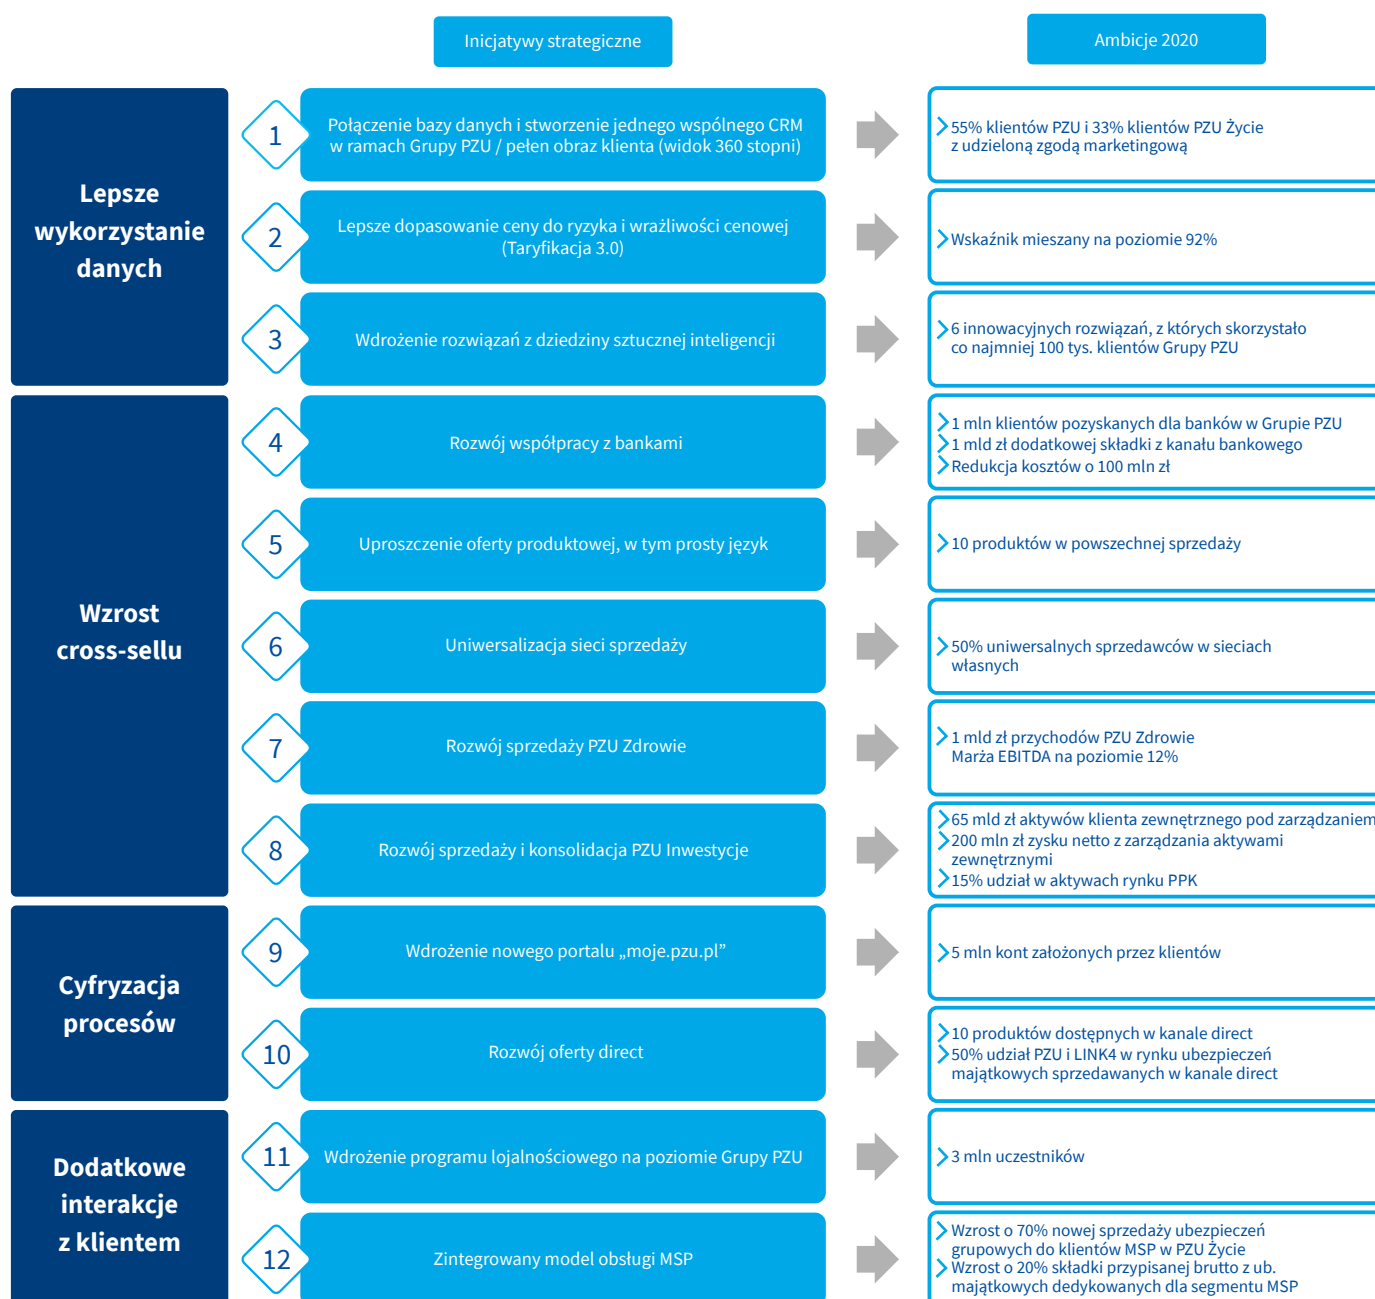 Inicjatywy strategiczne
Ambicje 2020
Lepsze
wykorzystanie
danych
1
Połączenie bazy danych i stworzenie jednego wspólnego CRM
w ramach Grupy PZU / pełen obraz klienta (widok 360 stopni)
55% klientów PZU i 33% klientów PZU Życie
z udzieloną zgodą marketingową
2
Lepsze dopasowanie ceny do ryzyka i wrażliwości cenowej
(Taryfikacja 3.0)
Wskaźnik mieszany na poziomie 92%
3
Wdrożenie rozwiązań z dziedziny sztucznej inteligencji
6 innowacyjnych rozwiązań, z których skorzystało
co najmniej 100 tys. klientów Grupy PZU
Wzrost
cross-sellu
4
Rozwój współpracy z bankami
1 mln klientów pozyskanych dla banków w Grupie PZU
1 mld zł dodatkowej składki z kanału bankowego
Redukcja kosztów o 100 mln zł
5
Uproszczenie oferty produktowej, w tym prosty język
10 produktów w powszechnej sprzedaży
6
Uniwersalizacja sieci sprzedaży
50% uniwersalnych sprzedawców w sieciach
własnych
7
Rozwój sprzedaży PZU Zdrowie
1 mld zł przychodów PZU Zdrowie
Marża EBITDA na poziomie 12%
8
Rozwój sprzedaży i konsolidacja PZU Inwestycje
65 mld zł aktywów klienta zewnętrznego pod zarządzaniem
200 mln zł zysku netto z zarządzania aktywami
zewnętrznymi
15% udział w aktywach rynku PPK
Cyfryzacja
procesów
9
Wdrożenie nowego portalu „moje.pzu.pl”
5 mln kont założonych przez klientów
10
Rozwój oferty direct
10 produktów dostępnych w kanale direct
50% udział PZU i LINK4 w rynku ubezpieczeń
majątkowych sprzedawanych w kanale direct
Dodatkowe
interakcje
z klientem
11
Wdrożenie programu lojalnościowego na poziomie Grupy PZU
3 mln uczestników
12
Zintegrowany model obsługi MSP
Wzrost o 70% nowej sprzedaży ubezpieczeń
grupowych do klientów MSP w PZU Życie
Wzrost o 20% składki przypisanej brutto z ub.
majątkowych dedykowanych dla segmentu MSP